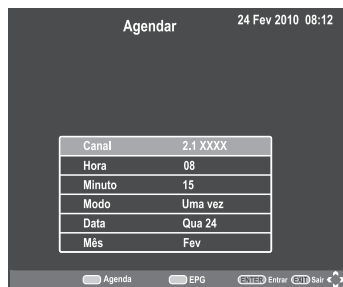 Agendar 24 Fev 2010 08:12
Canal 2.1 XXXX
Hora 08
Minuto 15
Modo Uma vez
Data Qua 24
Mês Fev
Agenda EPG ENTER Entrar EXIT Sair